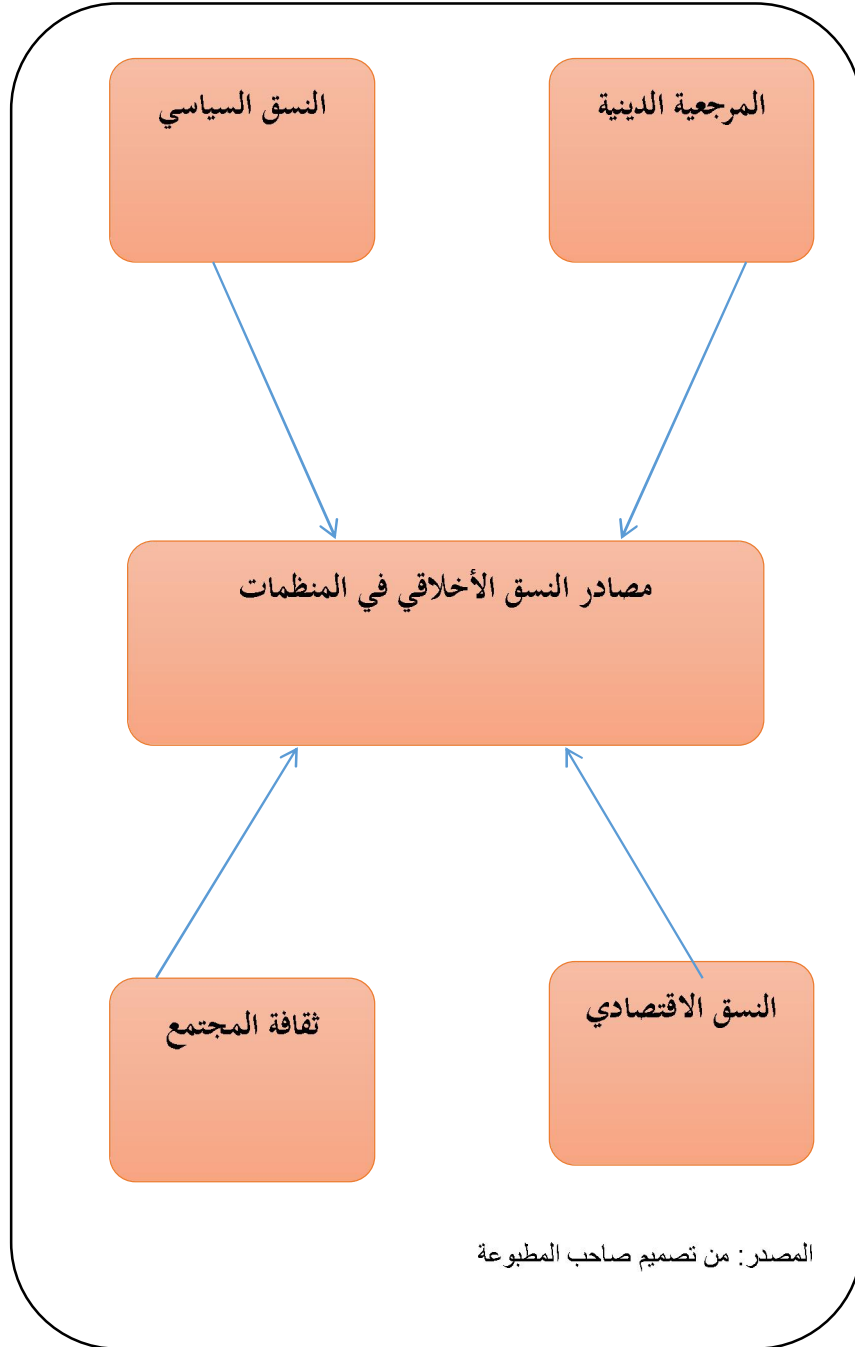 المرجعية الدينية
النسق السياسي
مصادر النسق الأخلاقي في المنظمات
النسق الاقتصادي
ثقافة المجتمع
المصدر: من تصميم صاحب المطبوعة